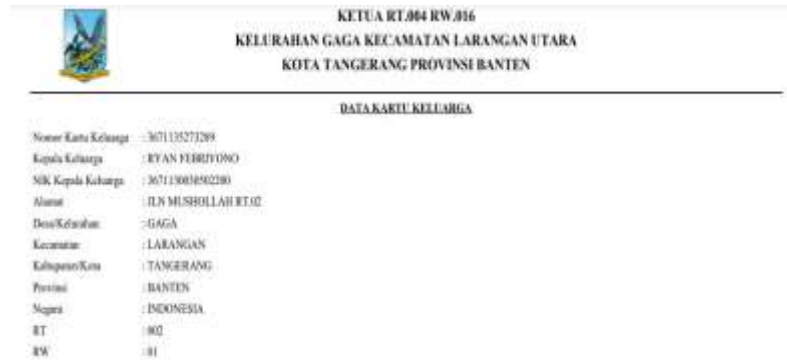 KETUA RT.004 RW.016
KELURAHAN GAGA KECAMATAN LARANGAN UTARA
KOTA TANGERANG PROVINSI BANTEN
DATA KARTU KELUARGA
Nomor Kartu Keluarga : 3671135273289
Kepala Keluarga : RYAN FEBRIYONO
NIK Kepala Keluarga : 3671130030502200
Alamat : JLN MUSHOLLAH RT.02
Desa/Kelurahan : GAGA
Kecamatan : LARANGAN
Kabupaten/Kota : TANGERANG
Provinsi : BANTEN
Negara : INDONESIA
RT : 002
RW : 01